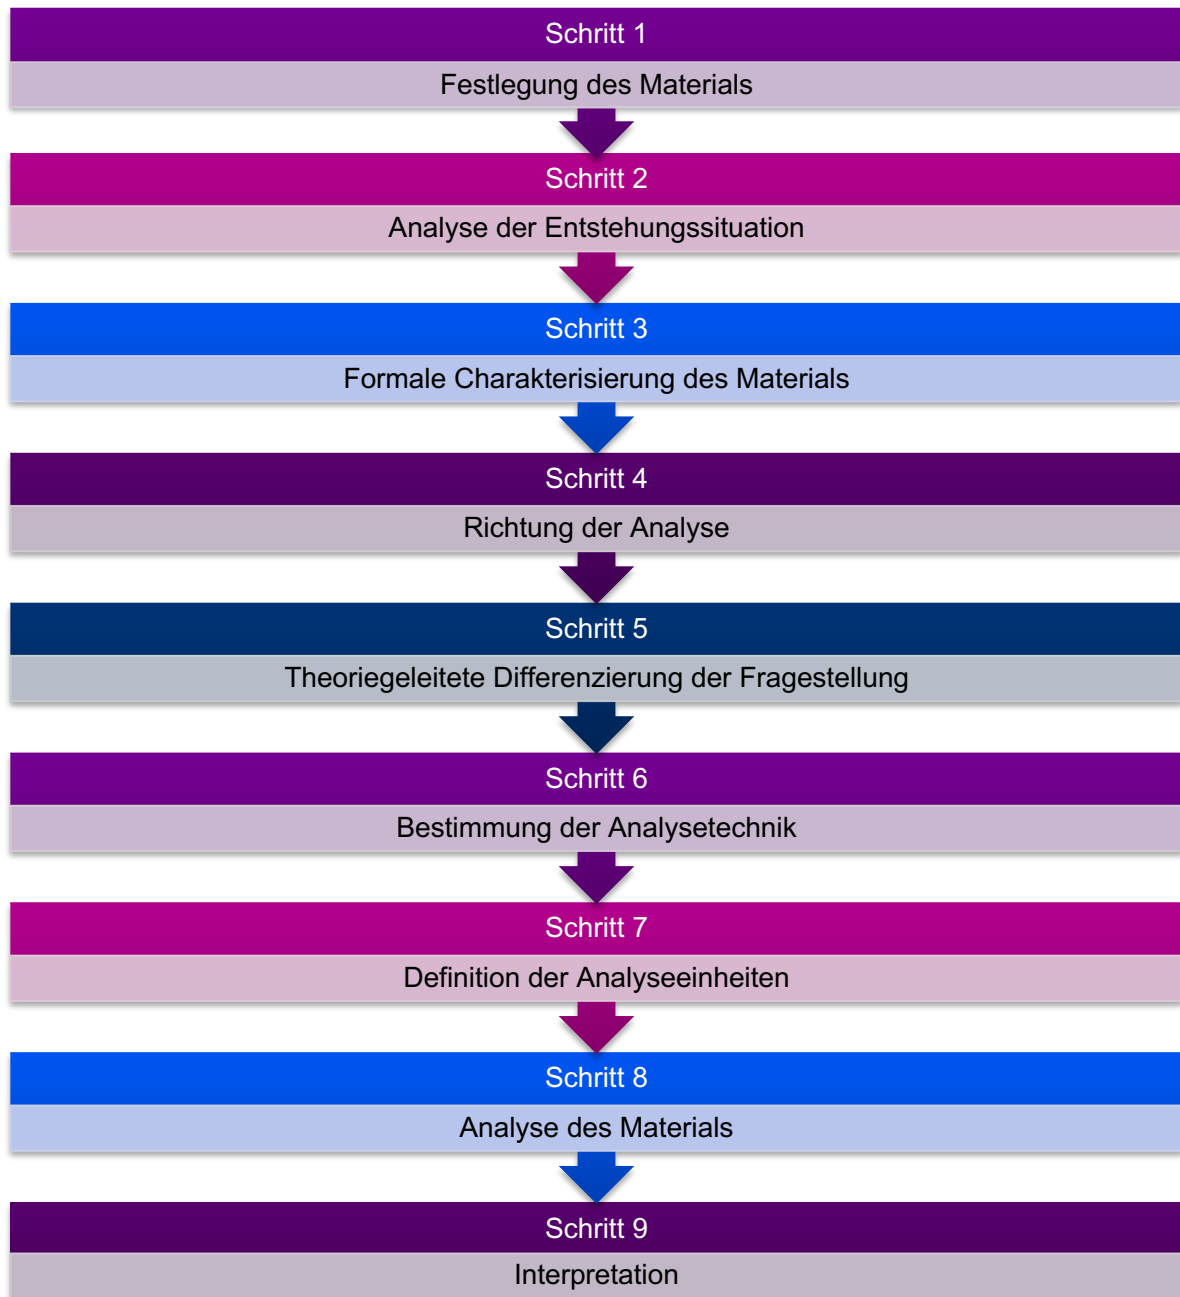 Schritt 1
Festlegung des Materials
Schritt 2
Analyse der Entstehungssituation
Schritt 3
Formale Charakterisierung des Materials
Schritt 4
Richtung der Analyse
Schritt 5
Theoriegeleitete Differenzierung der Fragestellung
Schritt 6
Bestimmung der Analysetechnik
Schritt 7
Definition der Analyseeinheiten
Schritt 8
Analyse des Materials
Schritt 9
Interpretation